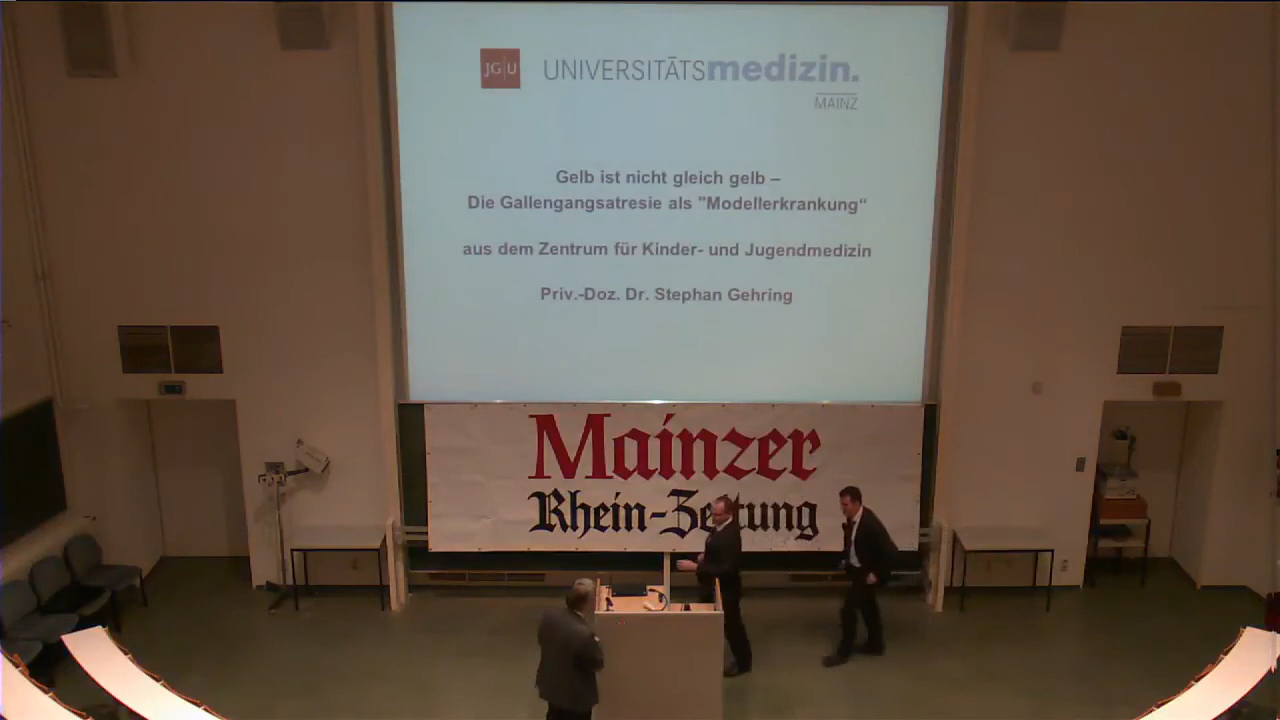 JG|U UNIVERSITÄTSmedizin.
MAINZ
Gelb ist nicht gleich gelb –
Die Gallengangsatresie als "Modellerkrankung“
aus dem Zentrum für Kinder- und Jugendmedizin
Priv.-Doz. Dr. Stephan Gehring
Mainzer
Rhein-Zeitung